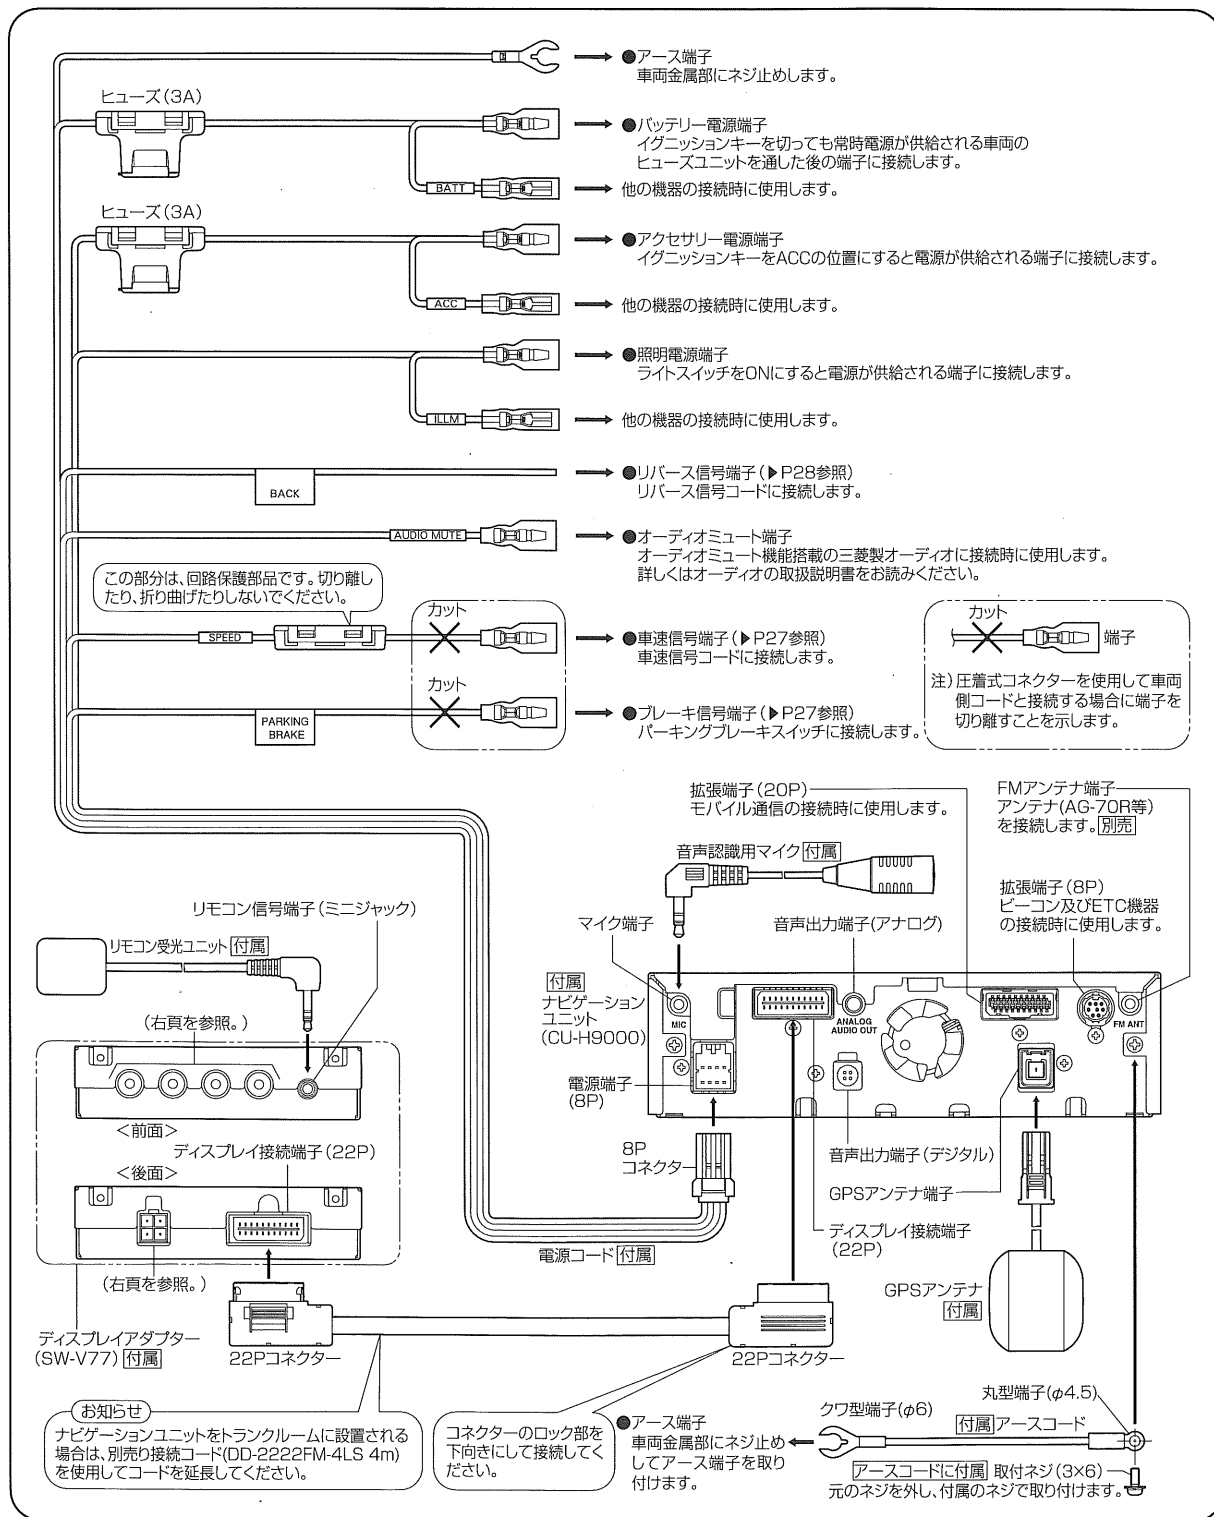 ●アース端子
車両金属部にネジ止めします。
ヒューズ(3A)
●バッテリー電源端子
イグニッションキーを切っても常時電源が供給される車両の
ヒューズユニットを通した後の端子に接続します。
BATT
他の機器の接続時に使用します。
ヒューズ(3A)
●アクセサリー電源端子
イグニッションキーをACCの位置にすると電源が供給される端子に接続します。
ACC
他の機器の接続時に使用します。
●照明電源端子
ライトスイッチをONにすると電源が供給される端子に接続します。
ILLM
他の機器の接続時に使用します。
BACK
●リバース信号端子(▶P28参照)
リバース信号コードに接続します。
AUDIO MUTE
●オーディオミュート端子
オーディオミュート機能搭載の三菱製オーディオに接続時に使用します。
詳しくはオーディオの取扱説明書をお読みください。
この部分は、回路保護部品です。切り離し
たり、折り曲げたりしないでください。
SPEED
カット
●車速信号端子(▶P27参照)
車速信号コードに接続します。
PARKING
BRAKE
カット
●ブレーキ信号端子(▶P27参照)
パーキングブレーキスイッチに接続します。
カット
端子
注)圧着式コネクターを使用して車両
側コードと接続する場合に端子を
切り離すことを示します。
拡張端子(20P)
モバイル通信の接続時に使用します。
FMアンテナ端子
アンテナ(AG-70R等)
を接続します。別売
音声認識用マイク 付属
拡張端子(8P)
ビーコン及びETC機器
の接続時に使用します。
リモコン信号端子(ミニジャック)
マイク端子
音声出力端子(アナログ)
リモコン受光ユニット 付属
付属
ナビゲーション
ユニット
(CU-H9000)
MIC
ANALOG
AUDIO OUT
FM ANT
(右頁を参照。)
電源端子
(8P)
<前面>
ディスプレイ接続端子(22P)
<後面>
8P
コネクター
音声出力端子(デジタル)
GPSアンテナ端子
ディスプレイ接続端子
(22P)
電源コード 付属
(右頁を参照。)
GPSアンテナ
付属
ディスプレイアダプター
(SW-V77) 付属
22Pコネクター
22Pコネクター
お知らせ
ナビゲーションユニットをトランクルームに設置される
場合は、別売り接続コード(DD-2222FM-4LS 4m)
を使用してコードを延長してください。
コネクターのロック部を
下向きにして接続してく
ださい。
●アース端子
車両金属部にネジ止め
してアース端子を取り
付けます。
丸型端子(φ4.5)
クワ型端子(φ6)
付属 アースコード
アースコードに付属 取付ネジ(3×6)
元のネジを外し、付属のネジで取り付けます。